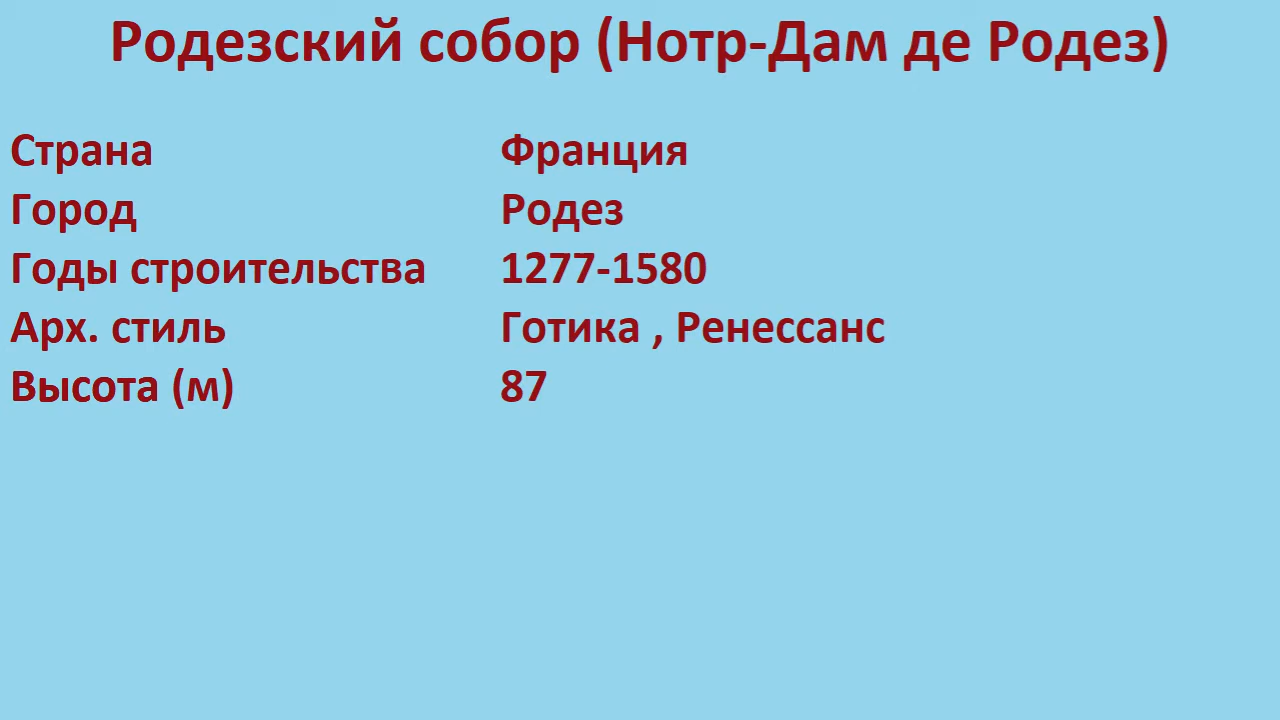 Родезский собор (Нотр-Дам де Родез)
Страна Франция
Город Родез
Годы строительства 1277-1580
Арх. стиль Готика , Ренессанс
Высота (м) 87